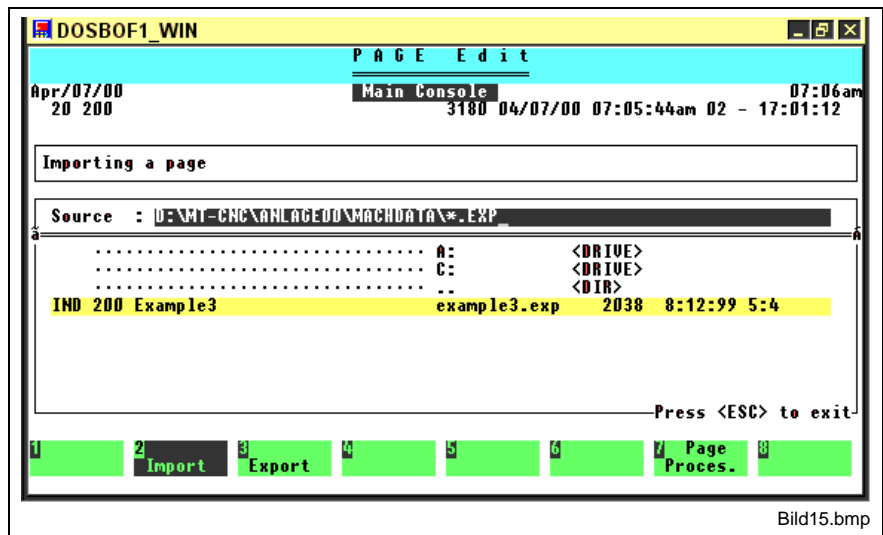 DOSBOF1_WIN
PAGE Edit
Apr/07/00 Main Console 07:06am
20 200 3180 04/07/00 07:05:44am 02 - 17:01:12
Importing a page
Source : D:\MT-CNC\ANLAGE00\MACHDATA\*.EXP_
................................ A: <DRIVE>
................................ C: <DRIVE>
................................ .. <DIR>
IND 200 Example3 example3.exp 2038 8:12:99 5:4
Press <ESC> to exit
1 2 3 4 5 6 7 Page 8
Import Export Proces.
Bild15.bmp